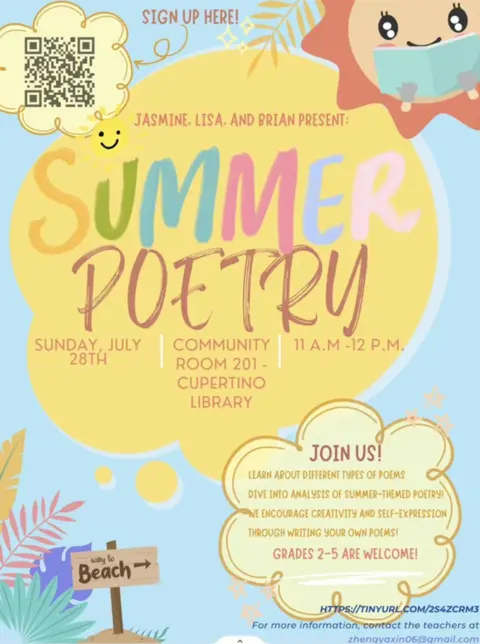 SIGN UP HERE!
JASMINE, LISA, AND BRIAN PRESENT:
SUMMER
POETRY
SUNDAY, JULY
28TH
COMMUNITY
ROOM 201 -
CUPERTINO
LIBRARY
11 A.M -12 P.M.
JOIN US!
LEARN ABOUT DIFFERENT TYPES OF POEMS
DIVE INTO ANALYSIS OF SUMMER-THEMED POETRY!
WE ENCOURAGE CREATIVITY AND SELF-EXPRESSION
THROUGH WRITING YOUR OWN POEMS!
GRADES 2-5 ARE WELCOME!
way to
Beach
HTTPS://TINYURL.COM/2S4ZCRM3
For more information, contact the teachers at
zhengyaxin06@gmail.com